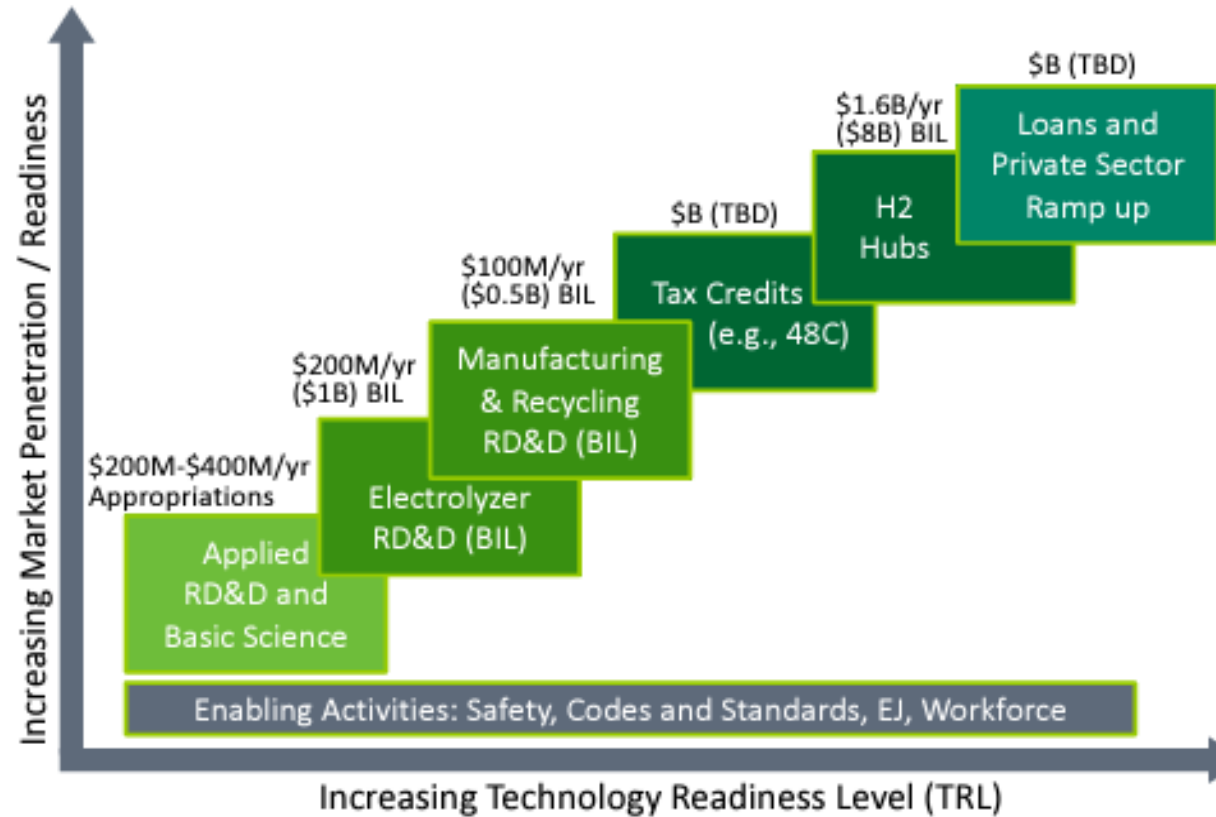 Increasing Market Penetration / Readiness
$B (TBD)
Loans and
Private Sector
Ramp up
$1.6B/yr
($8B) BIL
H2
Hubs
$B (TBD)
Tax Credits
(e.g., 48C)
$100M/yr
($0.5B) BIL
Manufacturing
& Recycling
RD&D (BIL)
$200M/yr
($1B) BIL
Electrolyzer
RD&D (BIL)
$200M-$400M/yr
Appropriations
Applied
RD&D and
Basic Science
Enabling Activities: Safety, Codes and Standards, EJ, Workforce
Increasing Technology Readiness Level (TRL)